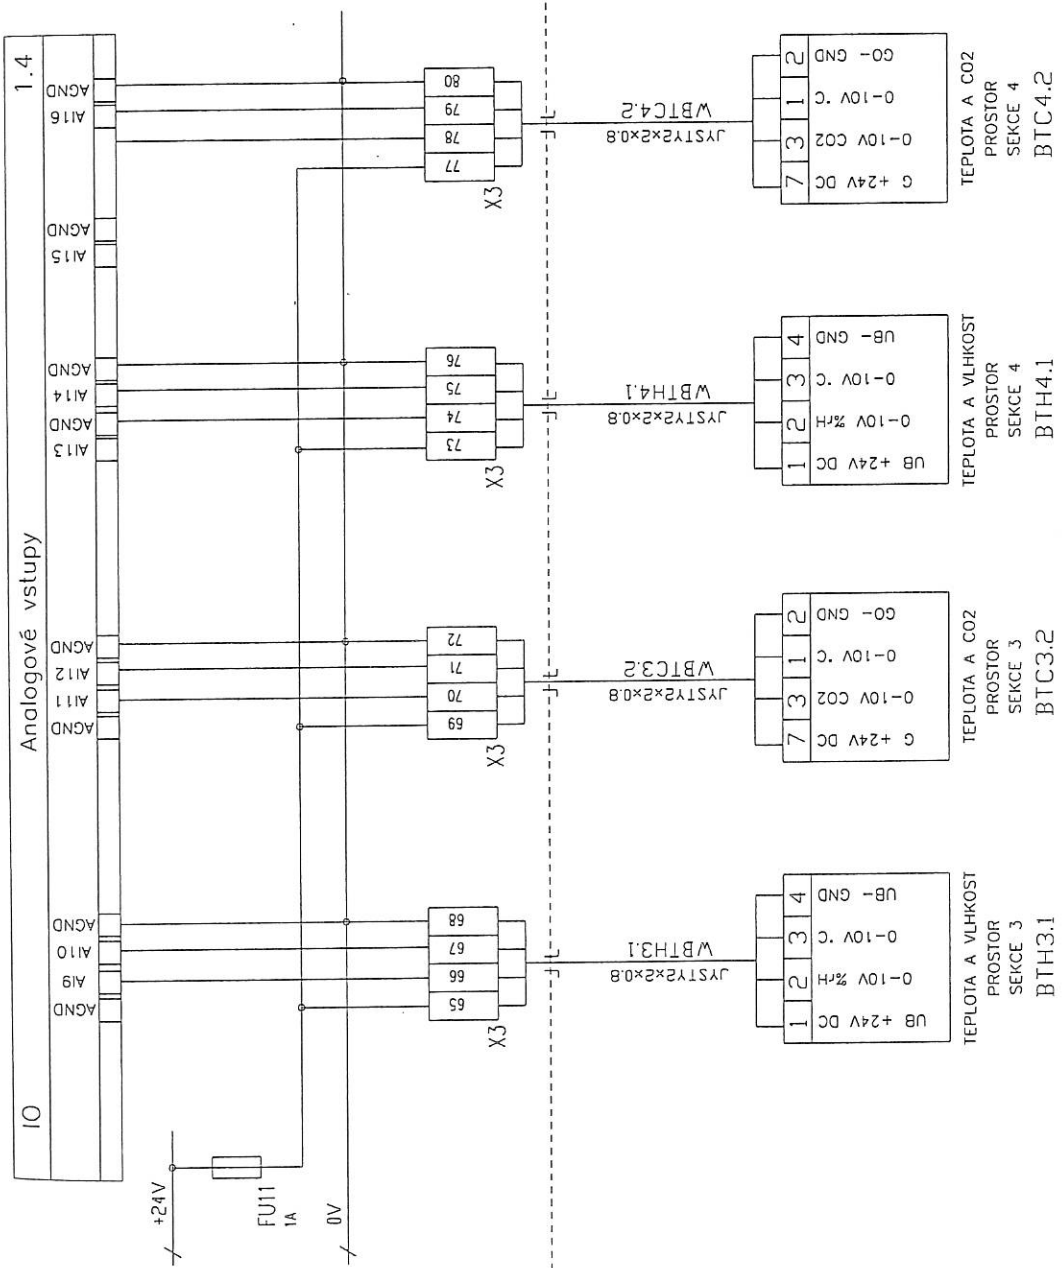 IO
Analogové vstupy
1.4
AGND
AI9
AI10
AGND
AGND
AI11
AI12
AGND
AI13
AGND
AI14
AGND
AI15
AGND
AI16
AGND
+24V
FU11
1A
0V
65
66
67
68
X3
69
70
71
72
X3
73
74
75
76
X3
77
78
79
80
X3
WBTH3.1
JYSTY2x2x0.8
WBTC3.2
JYSTY2x2x0.8
WBTH4.1
JYSTY2x2x0.8
WBTC4.2
JYSTY2x2x0.8
1 UB +24V DC
2 0-10V %rH
3 0-10V °C
4 UB- GND
TEPLOTA A VLHKOST
PROSTOR
SEKCE 3
BTH3.1
7 G +24V DC
3 0-10V CO2
1 0-10V °C
2 GO- GND
TEPLOTA A CO2
PROSTOR
SEKCE 3
BTC3.2
1 UB +24V DC
2 0-10V %rH
3 0-10V °C
4 UB- GND
TEPLOTA A VLHKOST
PROSTOR
SEKCE 4
BTH4.1
7 G +24V DC
3 0-10V CO2
1 0-10V °C
2 GO- GND
TEPLOTA A CO2
PROSTOR
SEKCE 4
BTC4.2